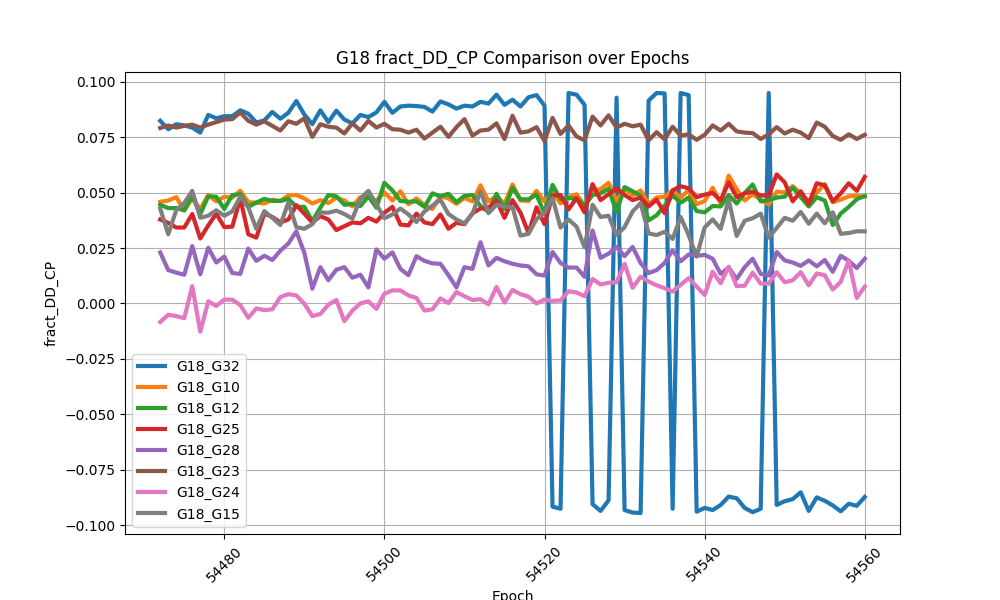 G18 fract_DD_CP Comparison over Epochs
0.100
0.075
0.050
0.025
0.000
−0.025
−0.050
−0.075
−0.100
fract_DD_CP
G18_G32
G18_G10
G18_G12
G18_G25
G18_G28
G18_G23
G18_G24
G18_G15
54480
54500
54520
54540
54560
Epoch